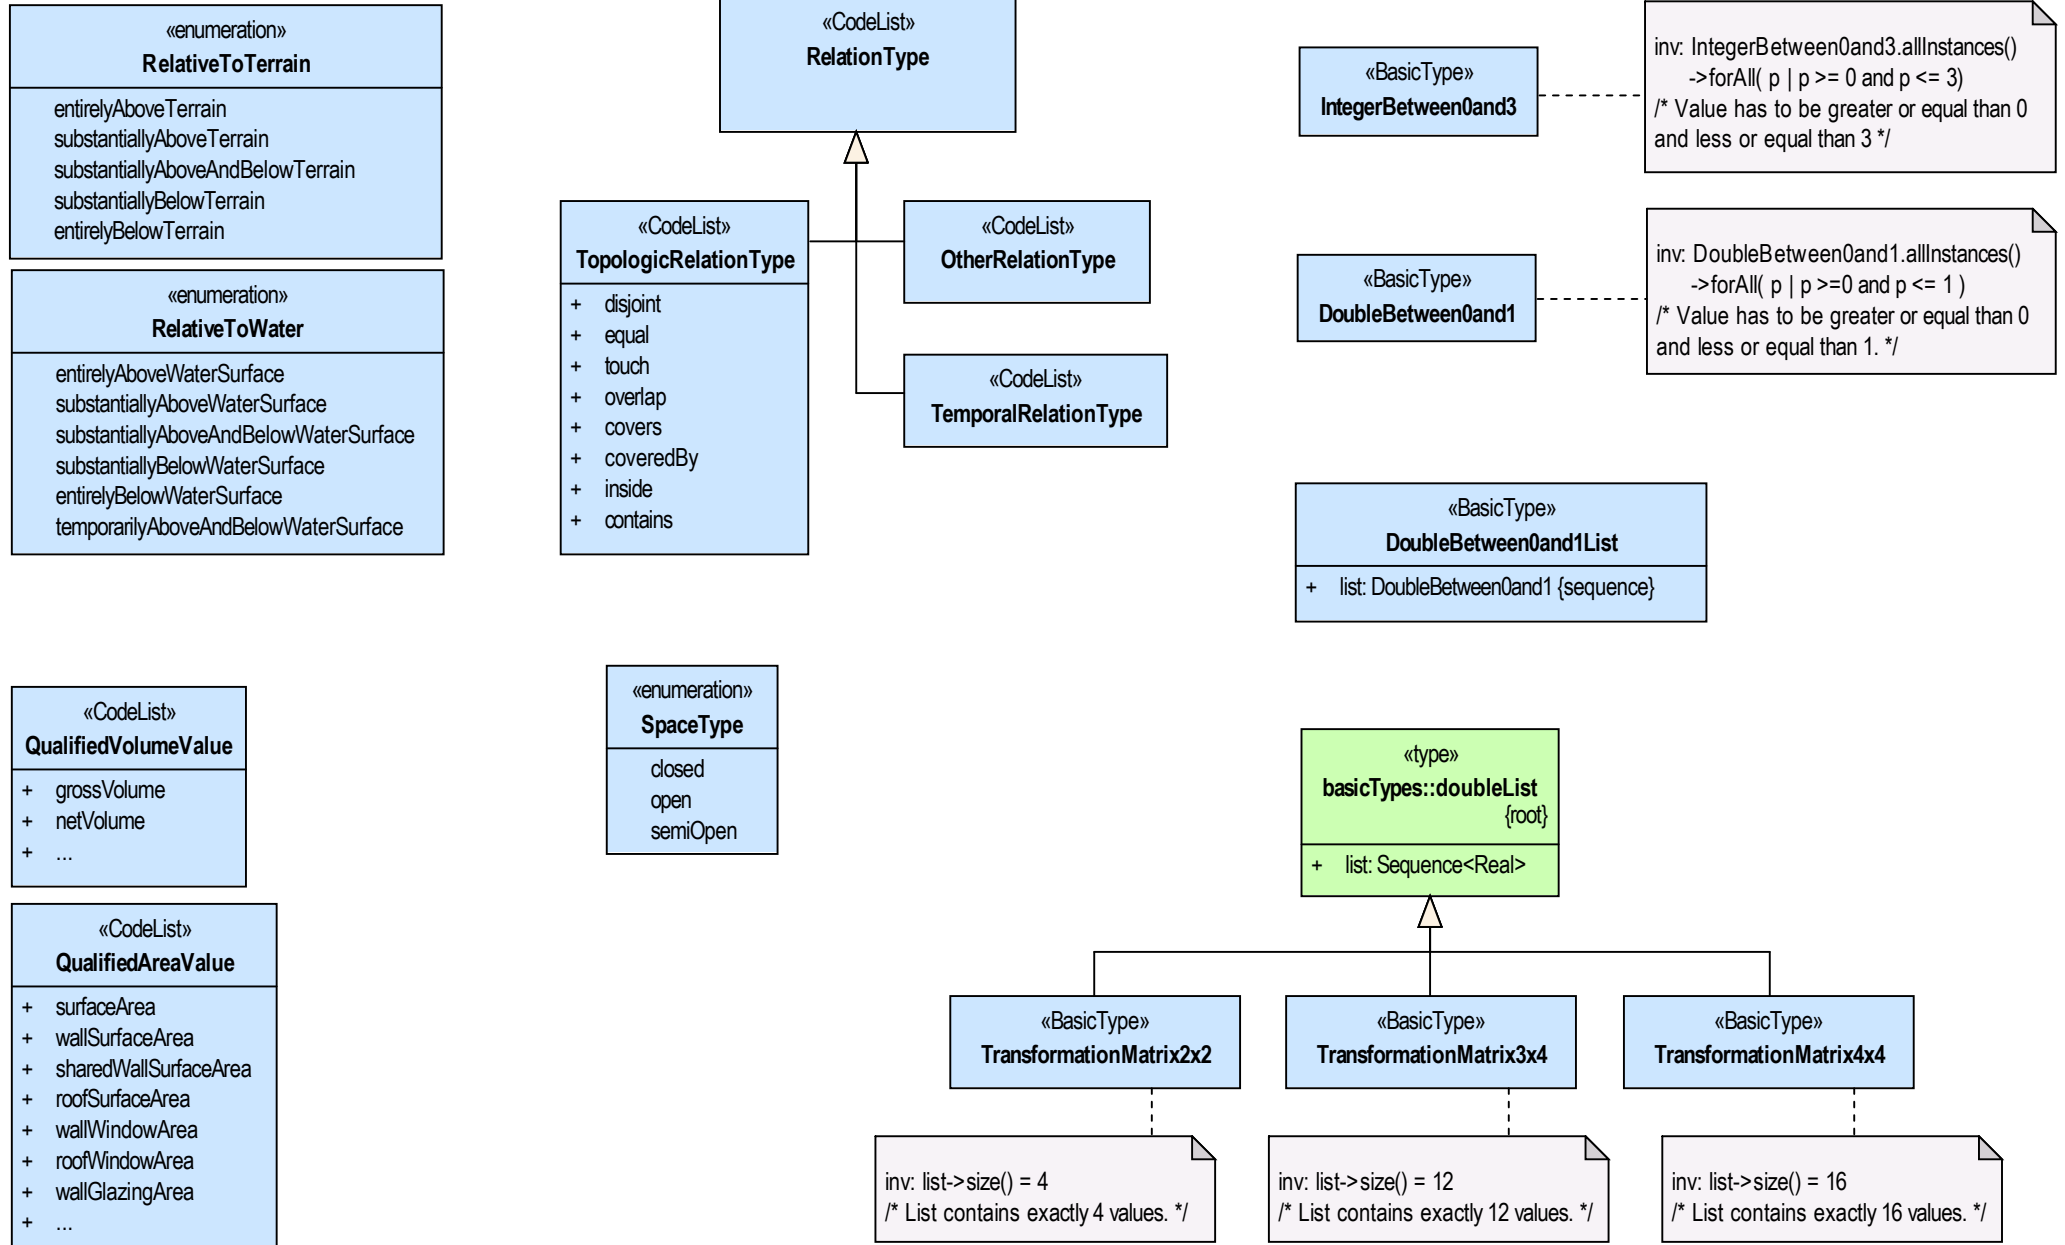 «enumeration»
RelativeToTerrain
entirelyAboveTerrain
substantiallyAboveTerrain
substantiallyAboveAndBelowTerrain
substantiallyBelowTerrain
entirelyBelowTerrain
«enumeration»
RelativeToWater
entirelyAboveWaterSurface
substantiallyAboveWaterSurface
substantiallyAboveAndBelowWaterSurface
substantiallyBelowWaterSurface
entirelyBelowWaterSurface
temporarilyAboveAndBelowWaterSurface
«CodeList»
RelationType
«CodeList»
TopologicRelationType
+ disjoint
+ equal
+ touch
+ overlap
+ covers
+ coveredBy
+ inside
+ contains
«CodeList»
OtherRelationType
«CodeList»
TemporalRelationType
«BasicType»
IntegerBetween0and3
inv: IntegerBetween0and3.allInstances()
->forAll( p | p >= 0 and p <= 3)
/* Value has to be greater or equal than 0
and less or equal than 3 */
«BasicType»
DoubleBetween0and1
inv: DoubleBetween0and1.allInstances()
->forAll( p | p >=0 and p <= 1 )
/* Value has to be greater or equal than 0
and less or equal than 1. */
«BasicType»
DoubleBetween0and1List
+ list: DoubleBetween0and1 {sequence}
«CodeList»
QualifiedVolumeValue
+ grossVolume
+ netVolume
+ ...
«enumeration»
SpaceType
closed
open
semiOpen
«CodeList»
QualifiedAreaValue
+ surfaceArea
+ wallSurfaceArea
+ sharedWallSurfaceArea
+ roofSurfaceArea
+ wallWindowArea
+ roofWindowArea
+ wallGlazingArea
+ ...
«type»
basicTypes::doubleList
{root}
+ list: Sequence<Real>
«BasicType»
TransformationMatrix2x2
«BasicType»
TransformationMatrix3x4
«BasicType»
TransformationMatrix4x4
inv: list->size() = 4
/* List contains exactly 4 values. */
inv: list->size() = 12
/* List contains exactly 12 values. */
inv: list->size() = 16
/* List contains exactly 16 values. */